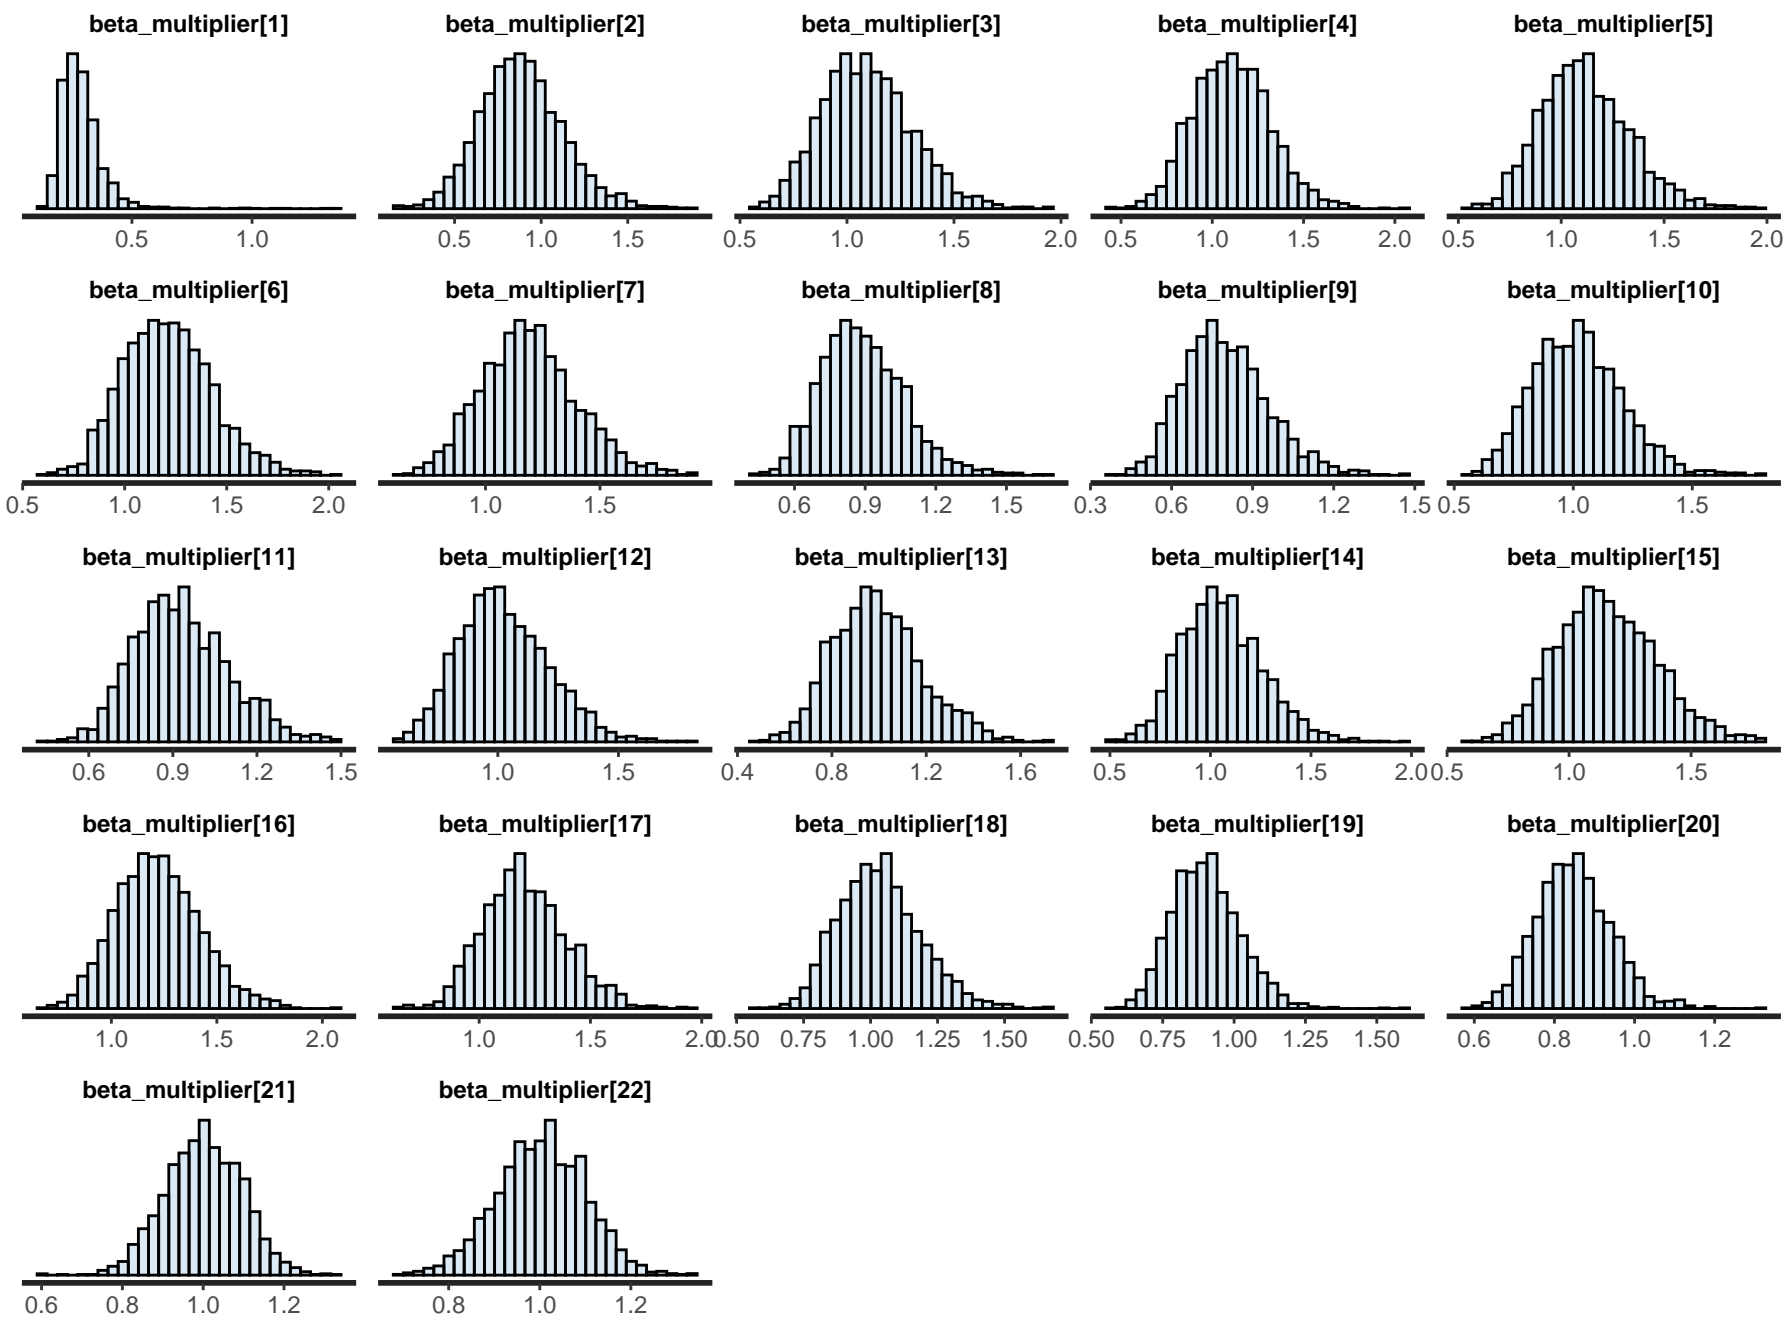 beta_multiplier[1] beta_multiplier[2] beta_multiplier[3] beta_multiplier[4] beta_multiplier[5]
0.5 1.0 0.5 1.0 1.5 0.5 1.0 1.5 2.0 0.5 1.0 1.5 2.0 0.5 1.0 1.5 2.0
beta_multiplier[6] beta_multiplier[7] beta_multiplier[8] beta_multiplier[9] beta_multiplier[10]
0.5 1.0 1.5 2.0 1.0 1.5 0.6 0.9 1.2 1.5 0.3 0.6 0.9 1.2 1.5 0.5 1.0 1.5
beta_multiplier[11] beta_multiplier[12] beta_multiplier[13] beta_multiplier[14] beta_multiplier[15]
0.6 0.9 1.2 1.5 1.0 1.5 0.4 0.8 1.2 1.6 0.5 1.0 1.5 2.0 0.5 1.0 1.5
beta_multiplier[16] beta_multiplier[17] beta_multiplier[18] beta_multiplier[19] beta_multiplier[20]
1.0 1.5 2.0 1.0 1.5 2.0 0.50 0.75 1.00 1.25 1.50 0.50 0.75 1.00 1.25 1.50 0.6 0.8 1.0 1.2
beta_multiplier[21] beta_multiplier[22]
0.6 0.8 1.0 1.2 0.8 1.0 1.2